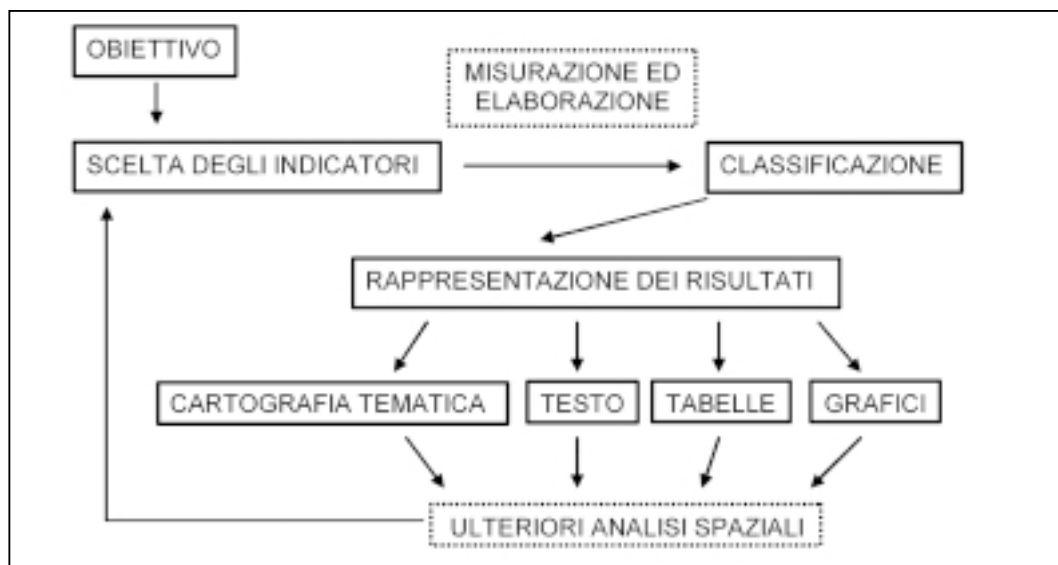 OBIETTIVO
MISURAZIONE ED
ELABORAZIONE
SCELTA DEGLI INDICATORI
CLASSIFICAZIONE
RAPPRESENTAZIONE DEI RISULTATI
CARTOGRAFIA TEMATICA
TESTO
TABELLE
GRAFICI
ULTERIORI ANALISI SPAZIALI